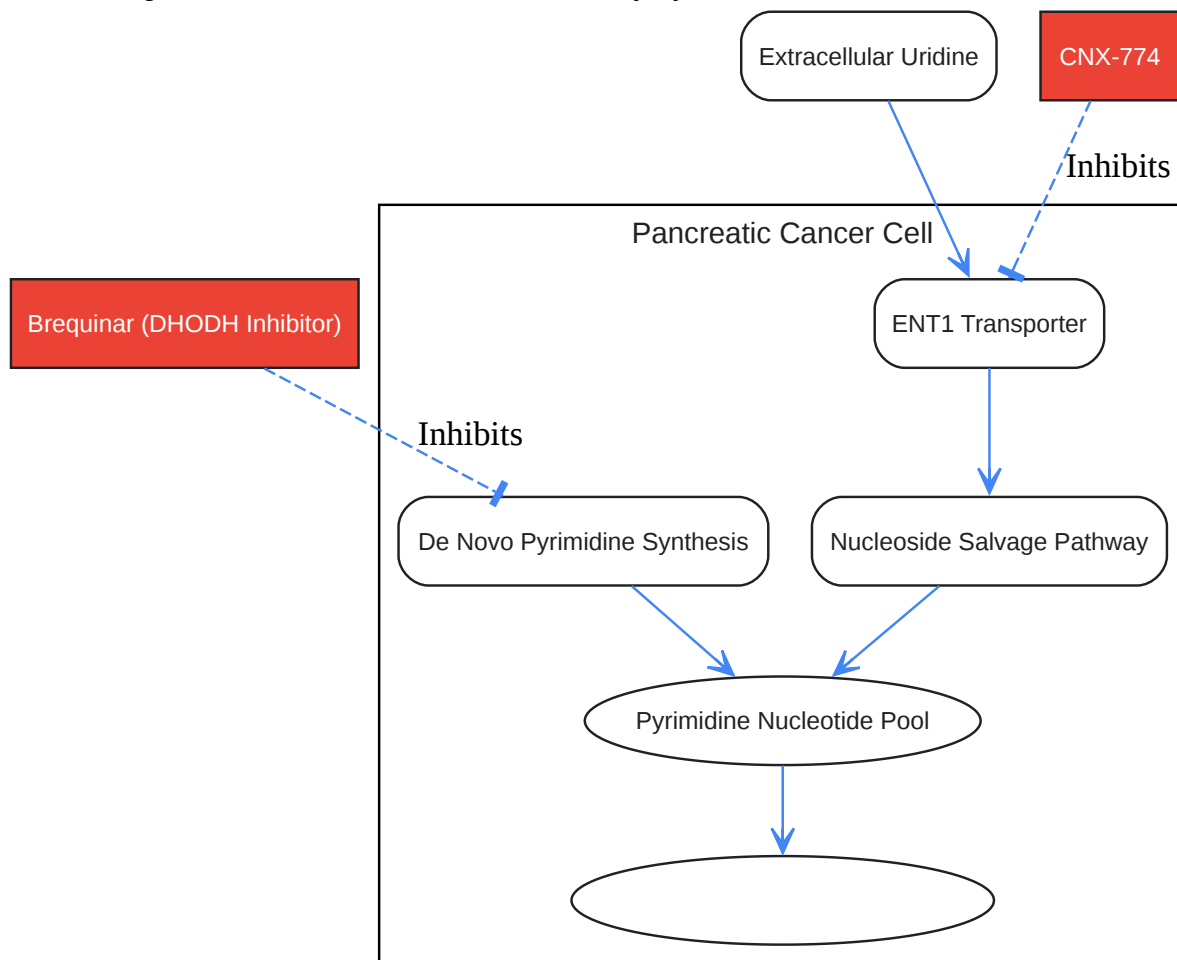 Extracellular Uridine
CNX-774
Inhibits
Pancreatic Cancer Cell
Brequinar (DHODH Inhibitor)
ENT1 Transporter
Inhibits
De Novo Pyrimidine Synthesis
Nucleoside Salvage Pathway
Pyrimidine Nucleotide Pool